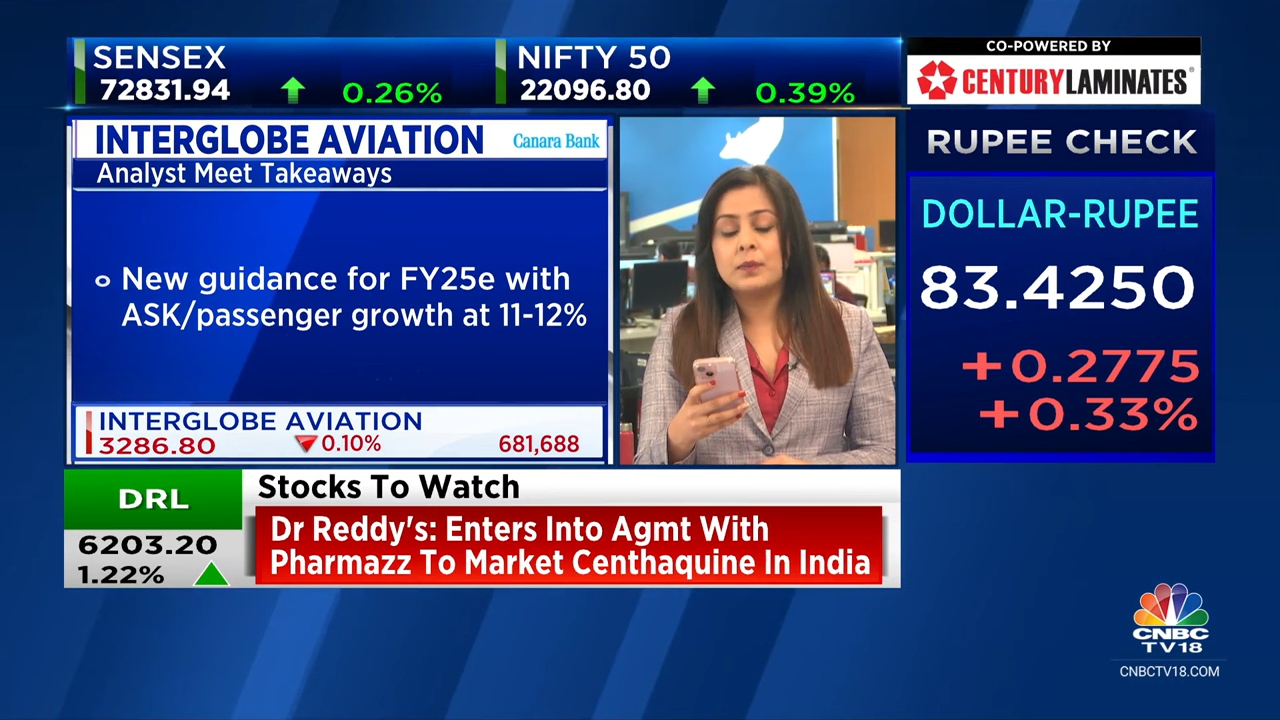 SENSEX
72831.94 0.26%
NIFTY 50
22096.80 0.39%
CO-POWERED BY
CENTURYLAMINATES®
INTERGLOBE AVIATION
Canara Bank
Analyst Meet Takeaways
New guidance for FY25e with
ASK/passenger growth at 11-12%
INTERGLOBE AVIATION
3286.80 0.10% 681,688
RUPEE CHECK
DOLLAR-RUPEE
83.4250
+0.2775
+0.33%
DRL
6203.20
1.22%
Stocks To Watch
Dr Reddy's: Enters Into Agmt With
Pharmazz To Market Centhaquine In India
CNBC
TV18
CNBCTV18.COM